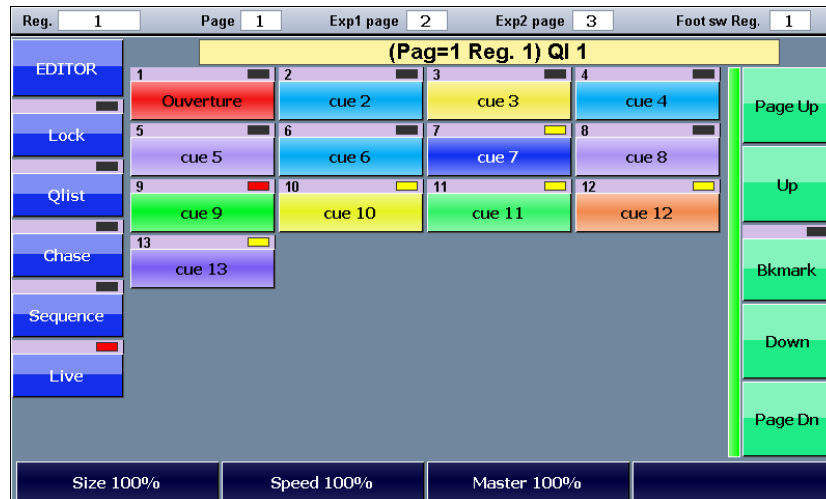 Reg. 1 Page 1 Exp1 page 2 Exp2 page 3 Foot sw Reg. 1
(Pag=1 Reg. 1) Ql 1
EDITOR
Lock
Qlist
Chase
Sequence
Live
1 2 3 4
Ouverture cue 2 cue 3 cue 4
5 6 7 8
cue 5 cue 6 cue 7 cue 8
9 10 11 12
cue 9 cue 10 cue 11 cue 12
13
cue 13
Page Up
Up
Bkmark
Down
Page Dn
Size 100% Speed 100% Master 100%